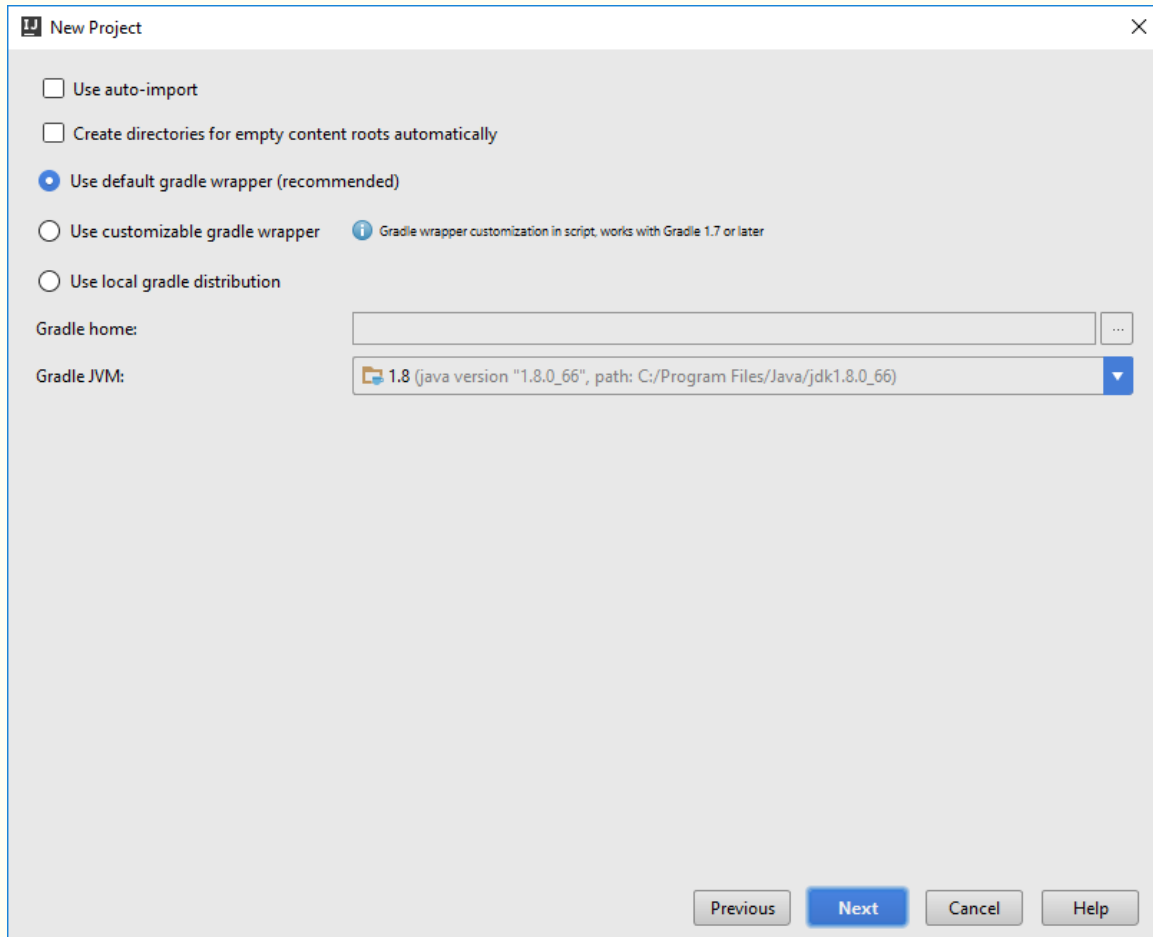 IJ New Project
Use auto-import
Create directories for empty content roots automatically
Use default gradle wrapper (recommended)
Use customizable gradle wrapper Gradle wrapper customization in script, works with Gradle 1.7 or later
Use local gradle distribution
Gradle home: ...
Gradle JVM: 1.8 (java version "1.8.0_66", path: C:/Program Files/Java/jdk1.8.0_66)
Previous Next Cancel Help